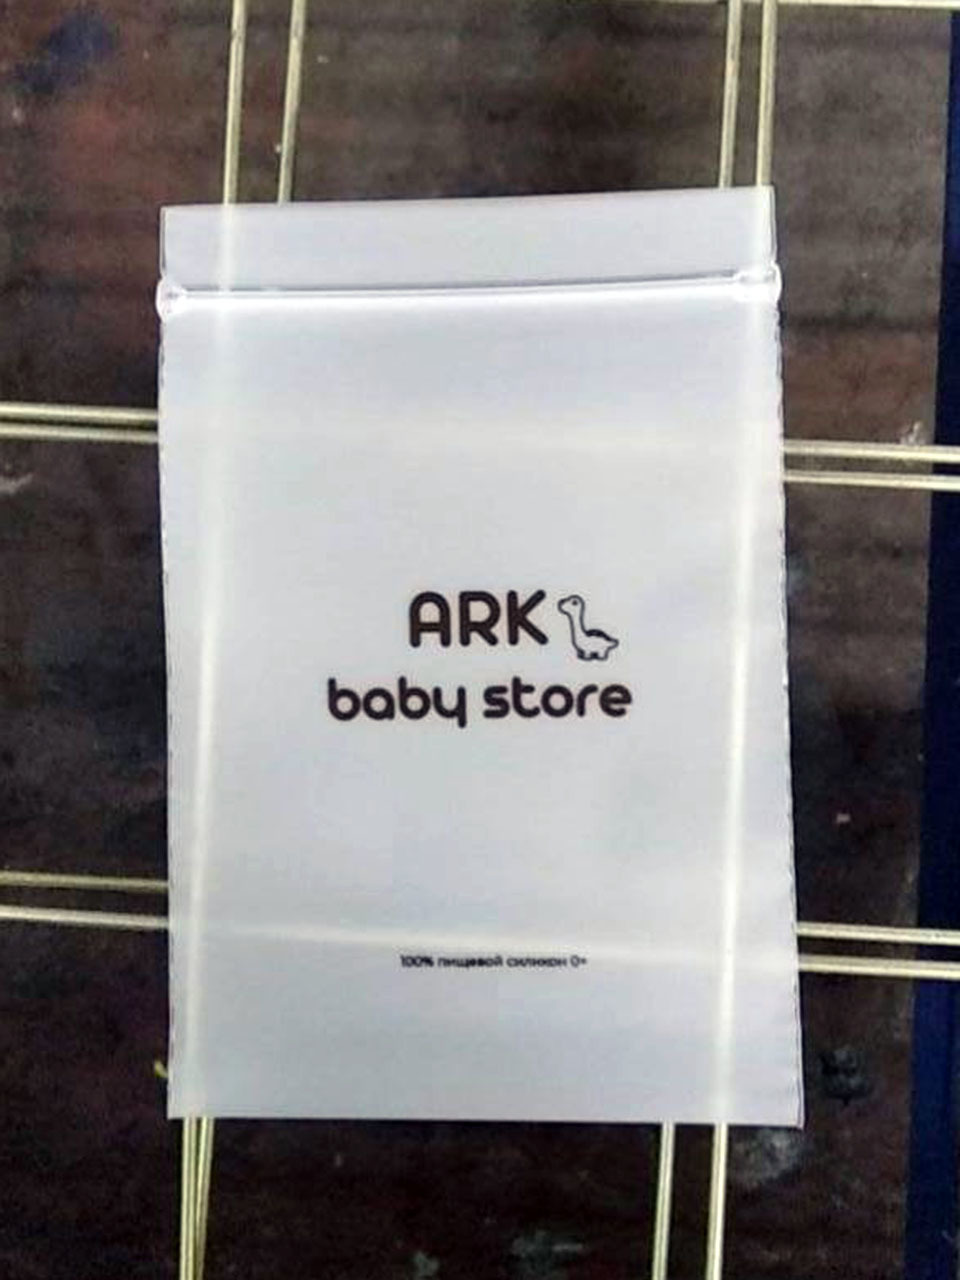 ARK
baby store
100% пищевой силикон 0+